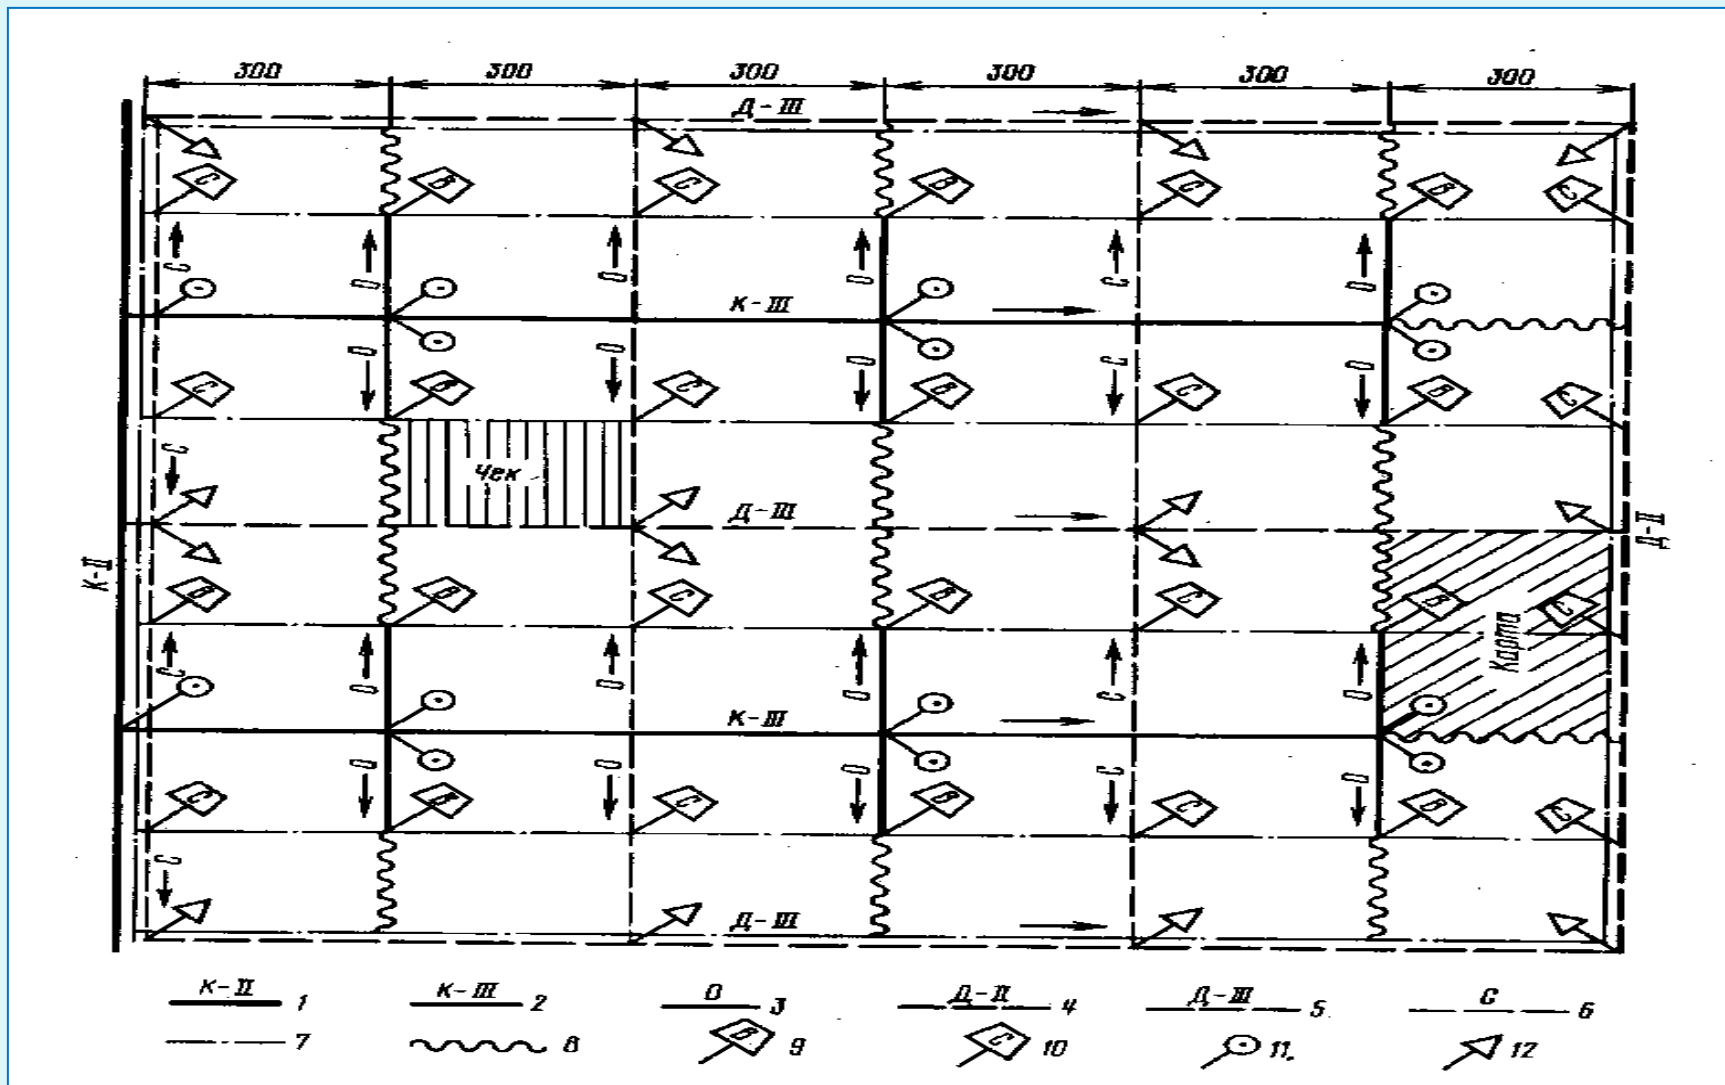 300 300 300 300 300 300
Д-III
С В С В С В С
С О О О С О
К-III
О О О С О
С В С В С В С
С
Чек
Д-III
К-II
Д-II
В В С В С В С
Карта
С О О О С О
К-III
О О О С О
С В С В С В С
С
Д-III
К-II 1 К-III 2 О 3 Д-II 4 Д-III 5 С 6
7 8 В 9 С 10 11. 12